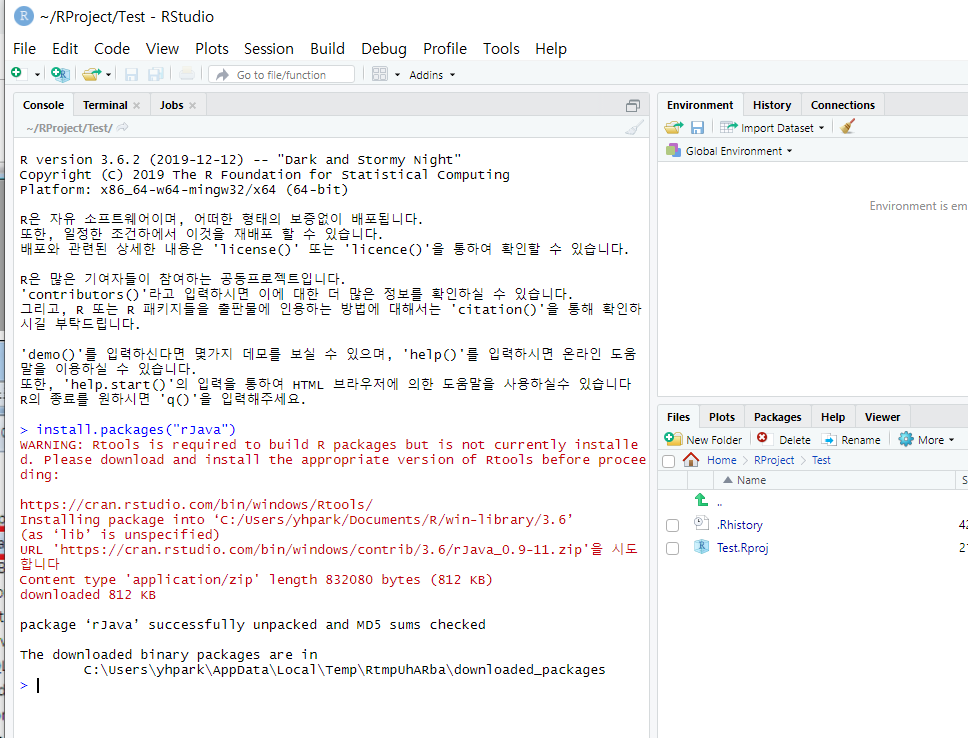 ~/RProject/Test - RStudio
File Edit Code View Plots Session Build Debug Profile Tools Help
Go to file/function Addins
Console Terminal Jobs
~/RProject/Test/
R version 3.6.2 (2019-12-12) -- "Dark and Stormy Night"
Copyright (C) 2019 The R Foundation for Statistical Computing
Platform: x86_64-w64-mingw32/x64 (64-bit)
R은 자유 소프트웨어이며, 어떠한 형태의 보증없이 배포됩니다.
또한, 일정한 조건하에서 이것을 재배포 할 수 있습니다.
배포와 관련된 상세한 내용은 'license()' 또는 'licence()'을 통하여 확인할 수 있습니다.
R은 많은 기여자들이 참여하는 공동프로젝트입니다.
'contributors()'라고 입력하시면 이에 대한 더 많은 정보를 확인하실 수 있습니다.
그리고, R 또는 R 패키지들을 출판물에 인용하는 방법에 대해서는 'citation()'을 통해 확인하
시길 부탁드립니다.
'demo()'를 입력하신다면 몇가지 데모를 보실 수 있으며, 'help()'를 입력하시면 온라인 도움
말을 이용하실 수 있습니다.
또한, 'help.start()'의 입력을 통하여 HTML 브라우저에 의한 도움말을 사용하실수 있습니다
R의 종료를 원하시면 'q()'을 입력해주세요.
> install.packages("rJava")
WARNING: Rtools is required to build R packages but is not currently installe
d. Please download and install the appropriate version of Rtools before procee
ding:
https://cran.rstudio.com/bin/windows/Rtools/
Installing package into ‘C:/Users/yhpark/Documents/R/win-library/3.6’
(as ‘lib’ is unspecified)
URL 'https://cran.rstudio.com/bin/windows/contrib/3.6/rJava_0.9-11.zip'을 시도
합니다
Content type 'application/zip' length 832080 bytes (812 KB)
downloaded 812 KB
package ‘rJava’ successfully unpacked and MD5 sums checked
The downloaded binary packages are in
C:\Users\yhpark\AppData\Local\Temp\RtmpUhARba\downloaded_packages
>
Environment History Connections
Import Dataset
Global Environment
Environment is em
Files Plots Packages Help Viewer
New Folder Delete Rename More
Home RProject Test
Name S
..
.Rhistory 42
Test.Rproj 21